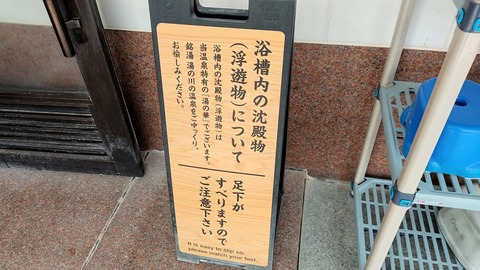 浴槽内の沈殿物
(浮遊物)について
浴槽内の沈殿物(浮遊物)は
当温泉特有の「湯の華」でございます。
銘湯湯の川の温泉をごゆっくり、
お愉しみください。
足下が
すべりますので
ご注意下さい
It is easy to slip so
please watch your feet.